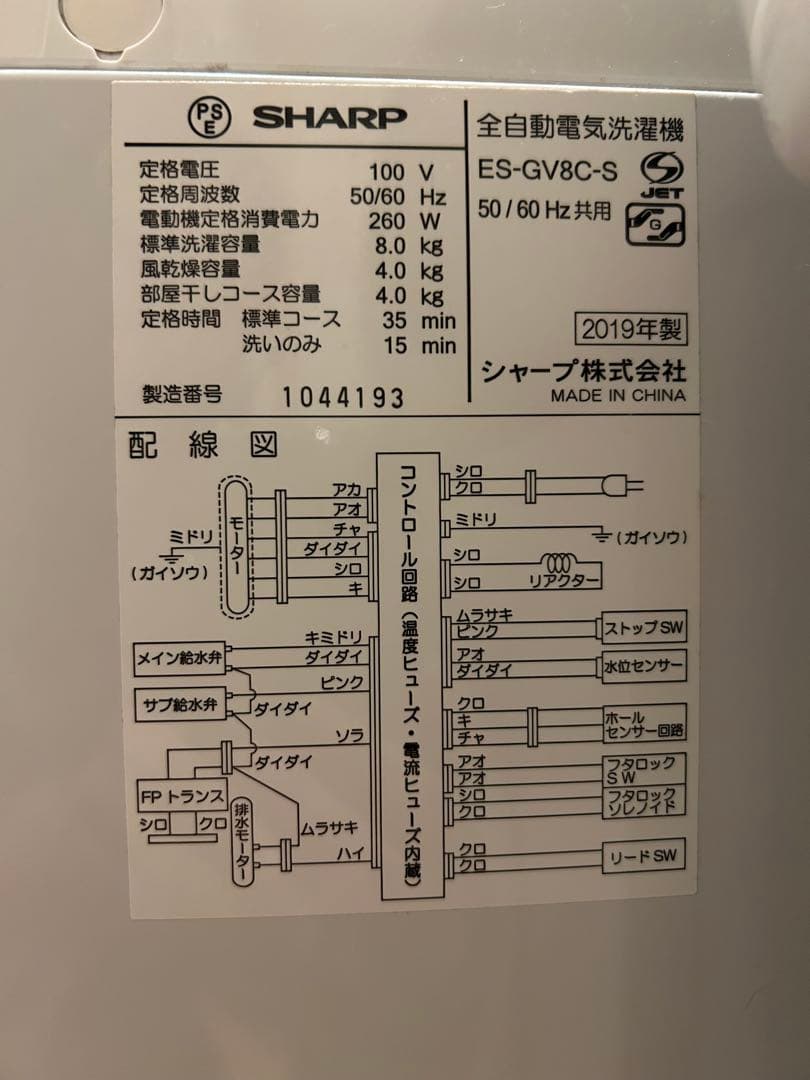 PS
E
SHARP
定格電圧 100 V
定格周波数 50/60 Hz
電動機定格消費電力 260 W
標準洗濯容量 8.0 kg
風乾燥容量 4.0 kg
部屋干しコース容量 4.0 kg
定格時間 標準コース 35 min
洗いのみ 15 min
製造番号 1044193
全自動電気洗濯機
ES-GV8C-S
S
JET
50/60Hz共用
G
2019年製
シャープ株式会社
MADE IN CHINA
配線図
モーター
ミドリ
(ガイソウ)
アカ
アオ
チャ
ダイダイ
シロ
キ
メイン給水弁
キミドリ
ダイダイ
サブ給水弁
ピンク
ダイダイ
ソラ
ダイダイ
FPトランス
シロ
クロ
排水モーター
ムラサキ
ハイ
コントロール回路(温度ヒューズ・電流ヒューズ内蔵)
シロ
クロ
ミドリ
(ガイソウ)
シロ
シロ
リアクター
ムラサキ
ピンク
ストップSW
アオ
ダイダイ
水位センサー
クロ
キ
チャ
ホール
センサー回路
アオ
アオ
フタロック
SW
シロ
クロ
フタロック
ソレノイド
クロ
クロ
リードSW